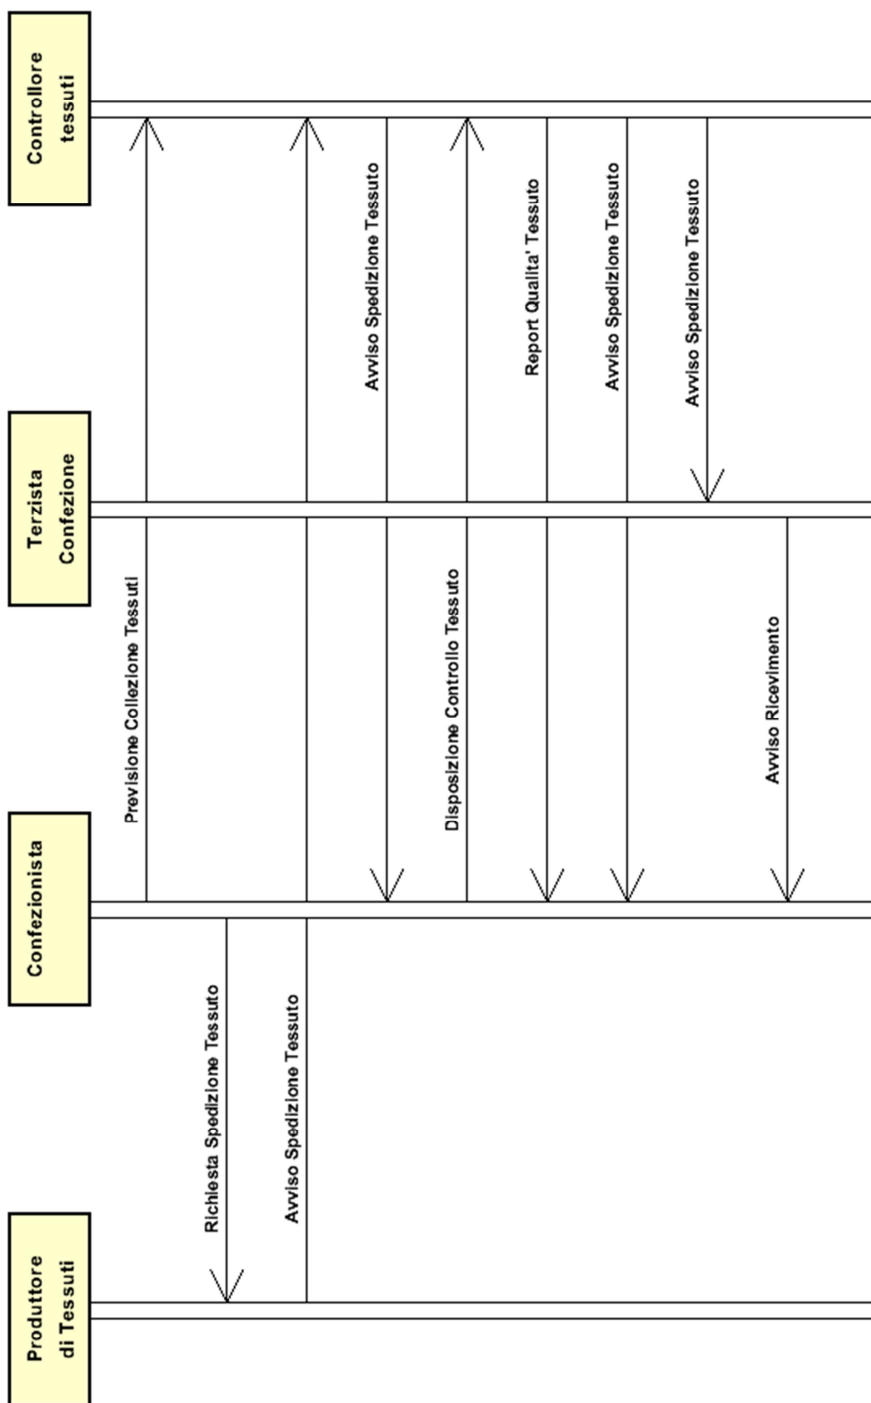 Produttore
di Tessuti
Confezionista
Terzista
Confezione
Controllore
tessuti
Previsione Collezione Tessuti
Richiesta Spedizione Tessuto
Avviso Spedizione Tessuto
Avviso Spedizione Tessuto
Disposizione Controllo Tessuto
Report Qualita' Tessuto
Avviso Spedizione Tessuto
Avviso Spedizione Tessuto
Avviso Ricevimento